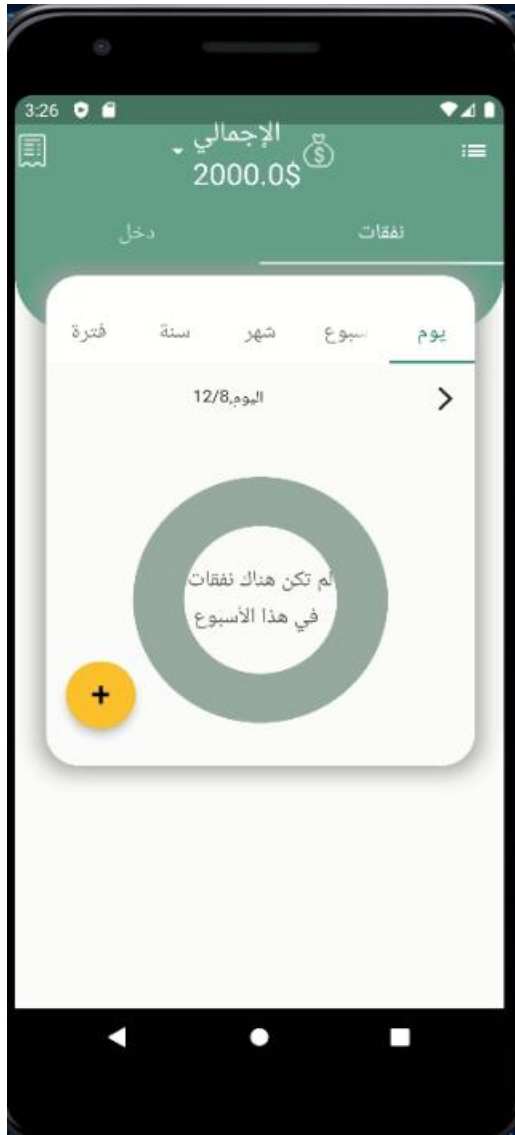 3:26
الإجمالي
2000.0$
نفقات دخل
يوم سبوع شهر سنة فترة
اليوم,12/8
لم تكن هناك نفقات
في هذا الأسبوع
+